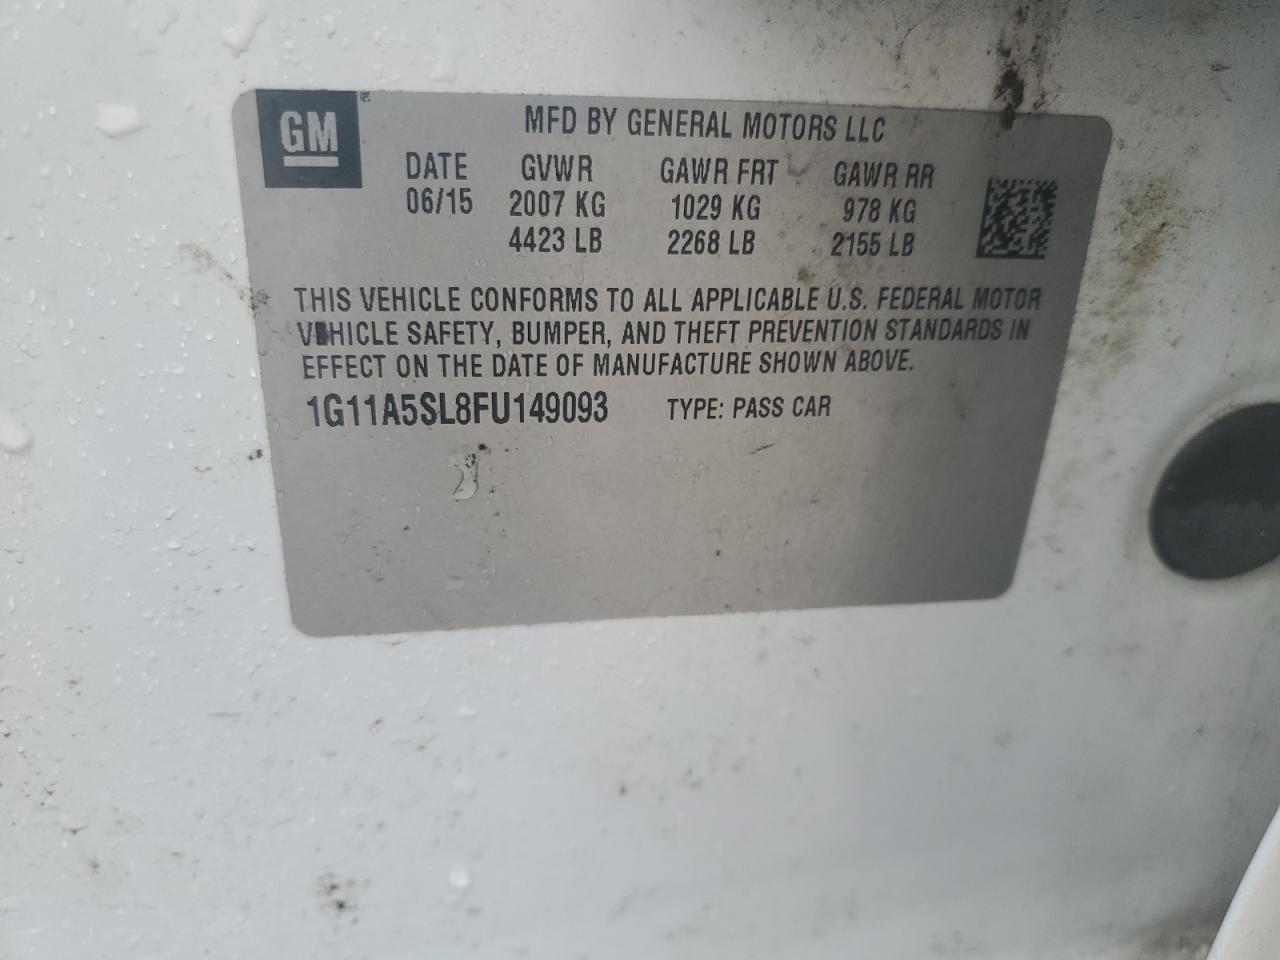 GM
MFD BY GENERAL MOTORS LLC
DATE GVWR GAWR FRT GAWR RR
06/15 2007 KG 1029 KG 978 KG
4423 LB 2268 LB 2155 LB
THIS VEHICLE CONFORMS TO ALL APPLICABLE U.S. FEDERAL MOTOR
VEHICLE SAFETY, BUMPER, AND THEFT PREVENTION STANDARDS IN
EFFECT ON THE DATE OF MANUFACTURE SHOWN ABOVE.
1G11A5SL8FU149093 TYPE: PASS CAR